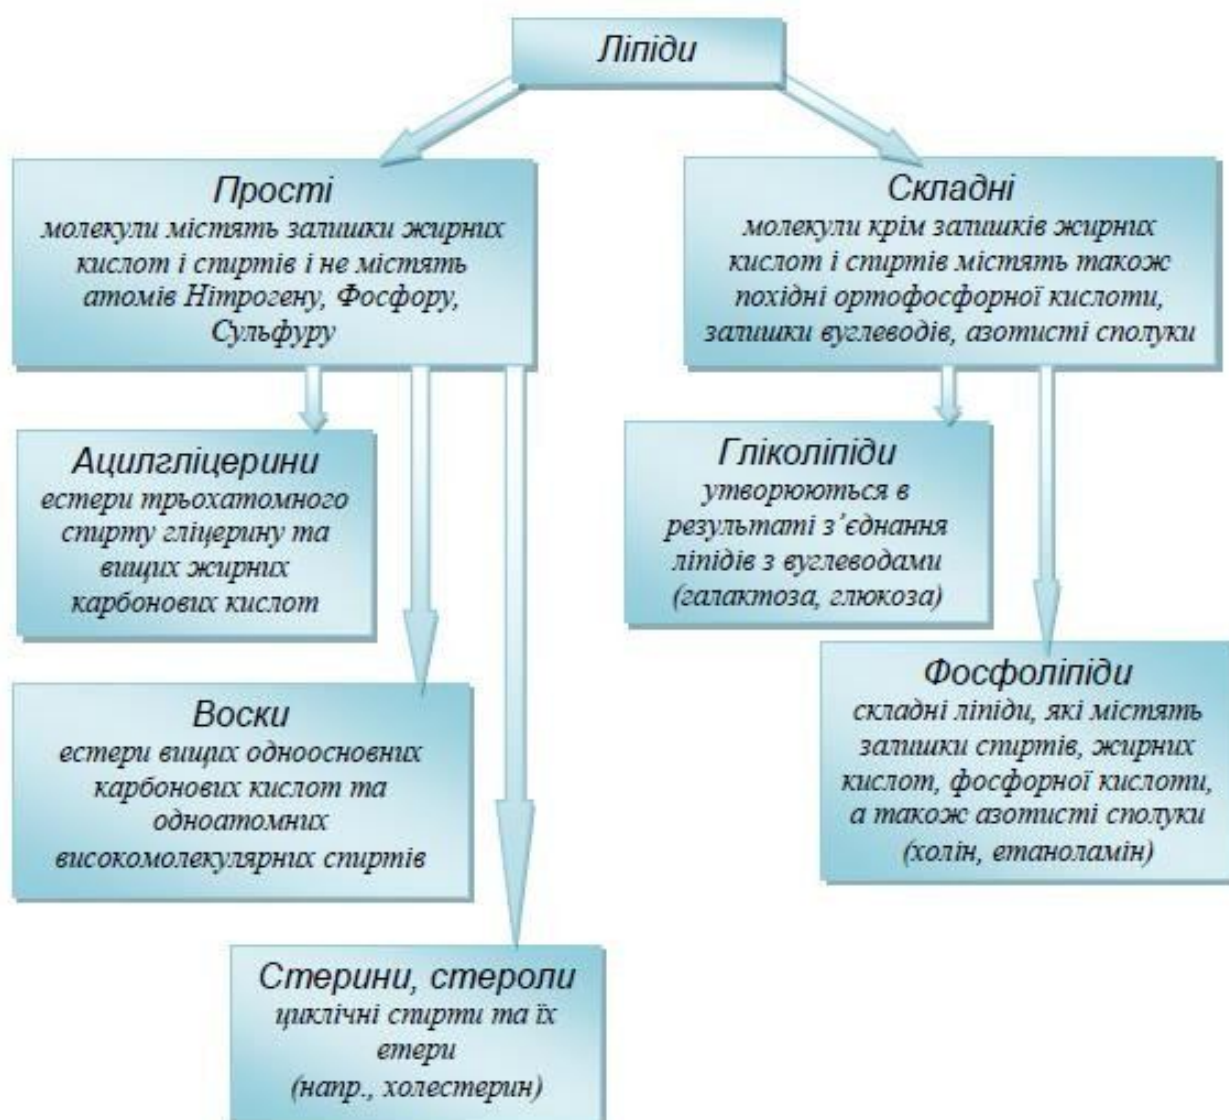 Ліпіди
Прості
молекули містять залишки жирних
кислот і спиртів і не містять
атомів Нітрогену, Фосфору,
Сульфуру
Складні
молекули крім залишків жирних
кислот і спиртів містять також
похідні ортофосфорної кислоти,
залишки вуглеводів, азотисті сполуки
Ацилгліцерини
естери трьохатомного
спирту гліцерину та
вищих жирних
карбонових кислот
Гліколіпіди
утворюються в
результаті з’єднання
ліпідів з вуглеводами
(галактоза, глюкоза)
Воски
естери вищих одноосновних
карбонових кислот та
одноатомних
високомолекулярних спиртів
Фосфоліпіди
складні ліпіди, які містять
залишки спиртів, жирних
кислот, фосфорної кислоти,
а також азотисті сполуки
(холін, етаноламін)
Стерини, стероли
циклічні спирти та їх
етери
(напр., холестерин)